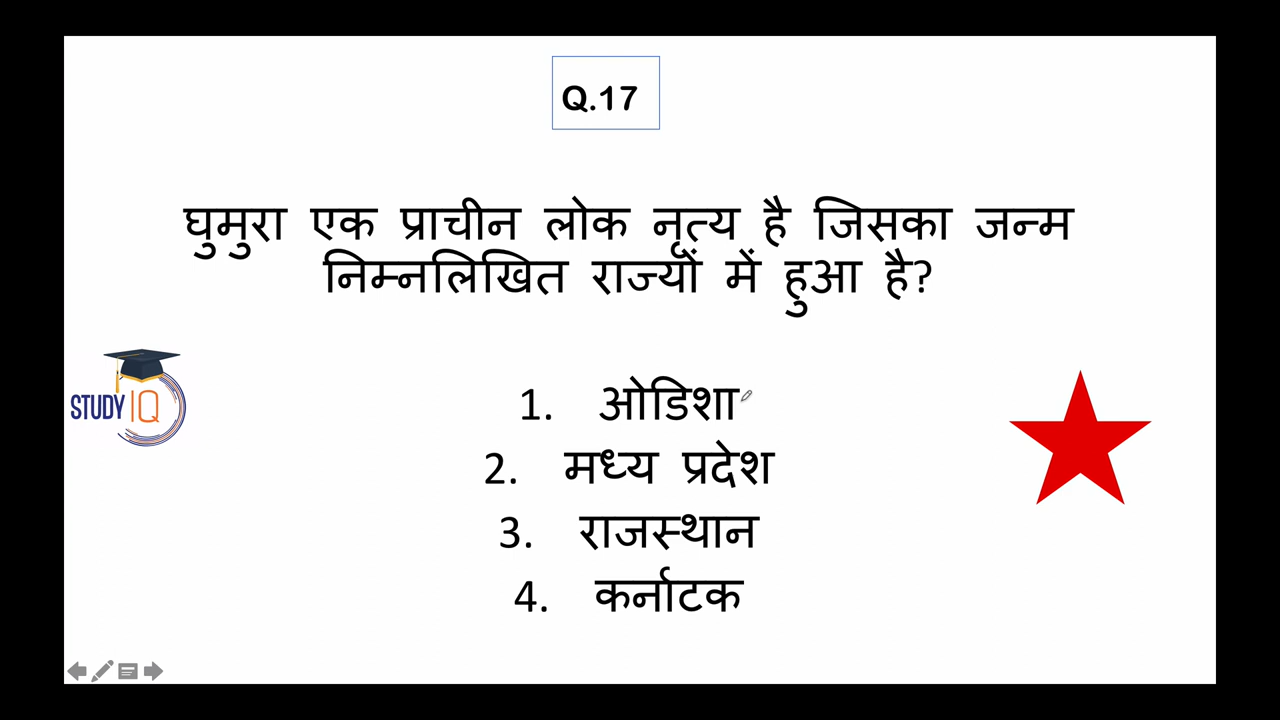 Q.17
घुमुरा एक प्राचीन लोक नृत्य है जिसका जन्म
निम्नलिखित राज्यों में हुआ है?
STUDY IQ
1. ओडिशा
2. मध्य प्रदेश
3. राजस्थान
4. कर्नाटक